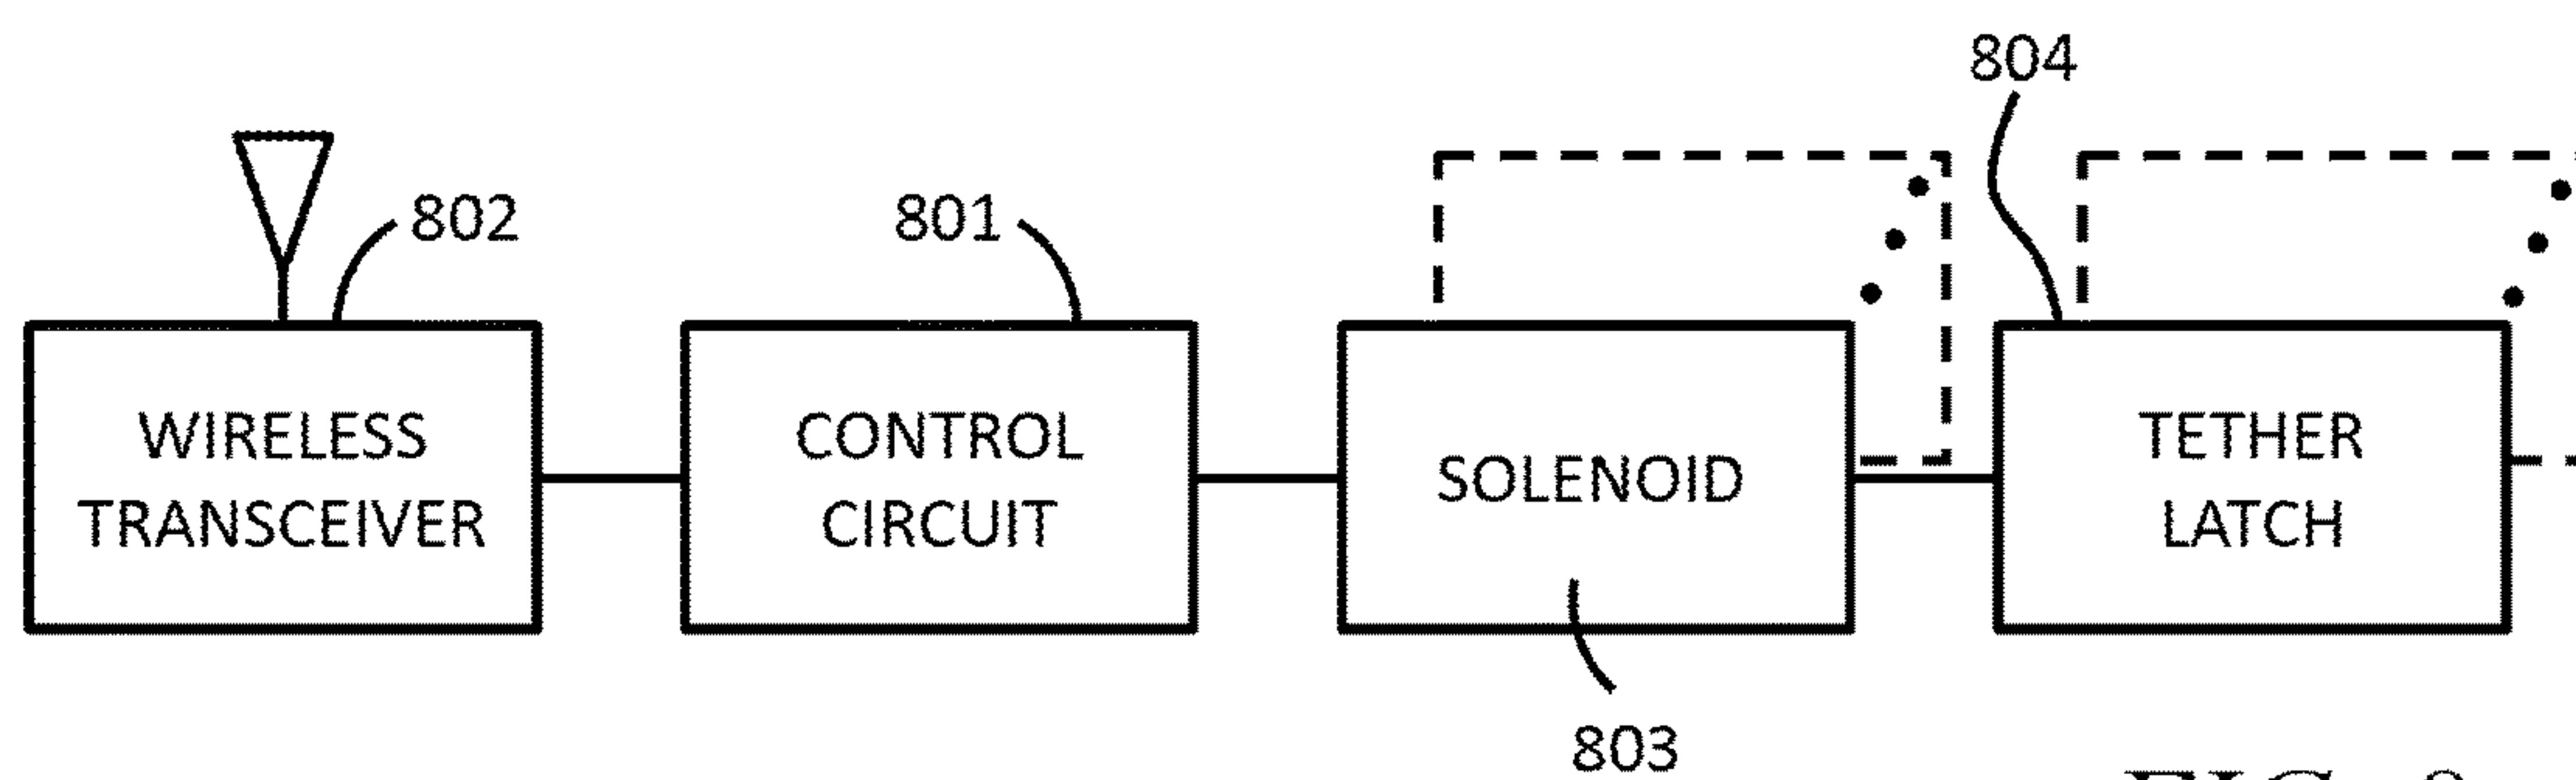 804
802
801
WIRELESS
TRANSCEIVER
CONTROL
CIRCUIT
SOLENOID
TETHER
LATCH
803